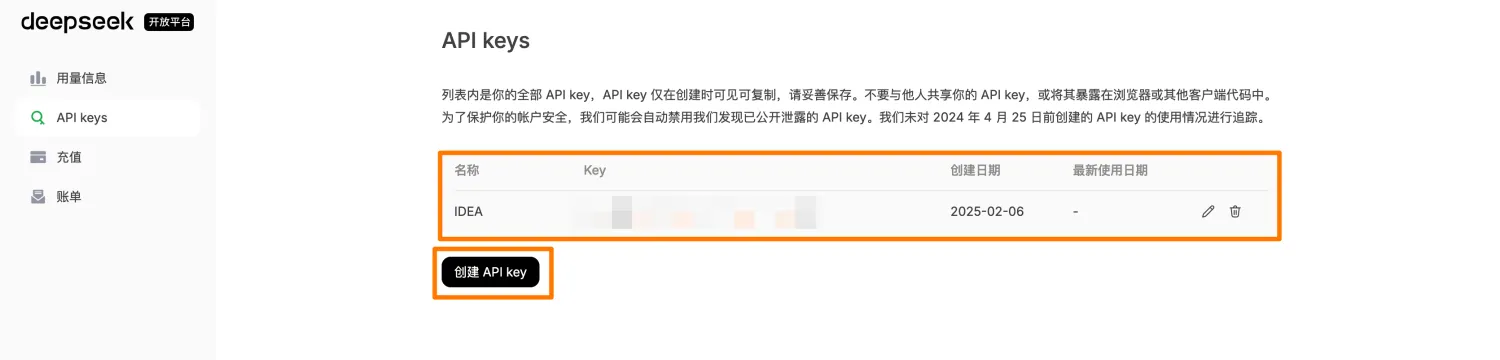 deepseek 开放平台
用量信息
API keys
充值
账单
API keys
列表内是你的全部 API key，API key 仅在创建时可见可复制，请妥善保存。不要与他人共享你的 API key，或将其暴露在浏览器或其他客户端代码中。
为了保护你的帐户安全，我们可能会自动禁用我们发现已公开泄露的 API key。我们未对 2024 年 4 月 25 日前创建的 API key 的使用情况进行追踪。
名称 Key 创建日期 最新使用日期
IDEA 2025-02-06 -
创建 API key